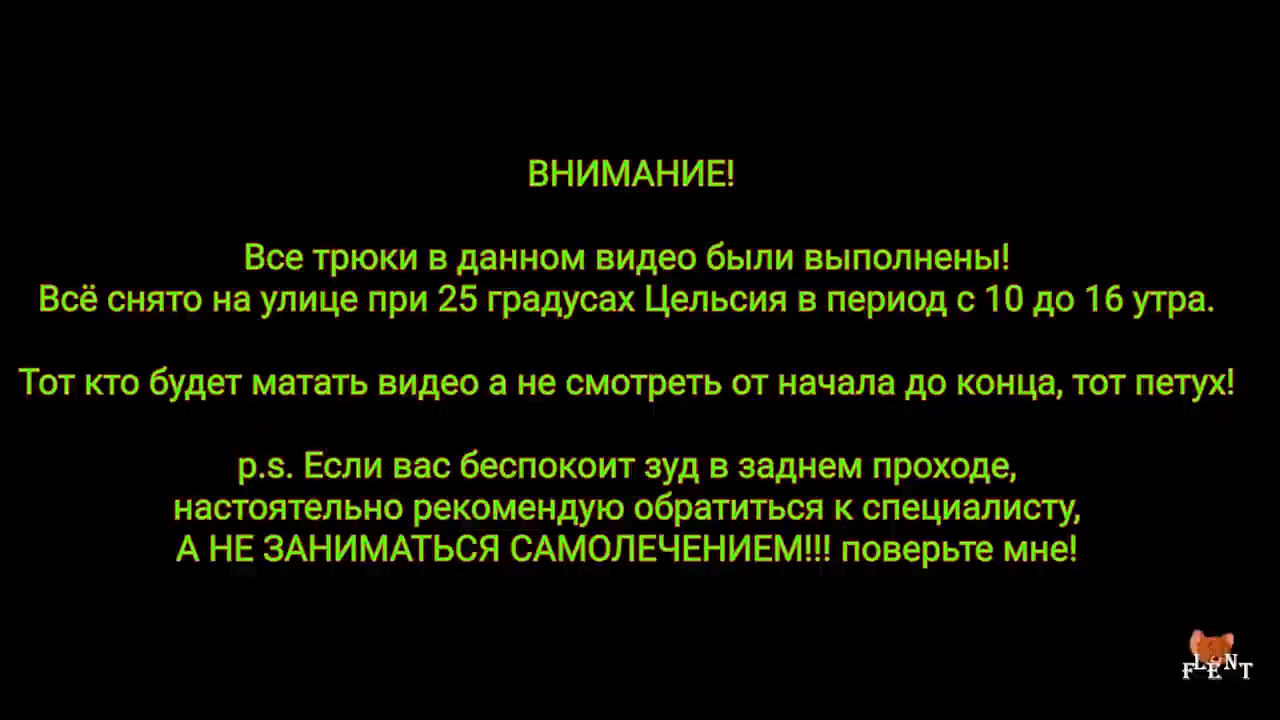 ВНИМАНИЕ!
Все трюки в данном видео были выполнены!
Всё снято на улице при 25 градусах Цельсия в период с 10 до 16 утра.
Тот кто будет матать видео а не смотреть от начала до конца, тот петух!
p.s. Если вас беспокоит зуд в заднем проходе,
настоятельно рекомендую обратиться к специалисту,
А НЕ ЗАНИМАТЬСЯ САМОЛЕЧЕНИЕМ!!! поверьте мне!
FLENT